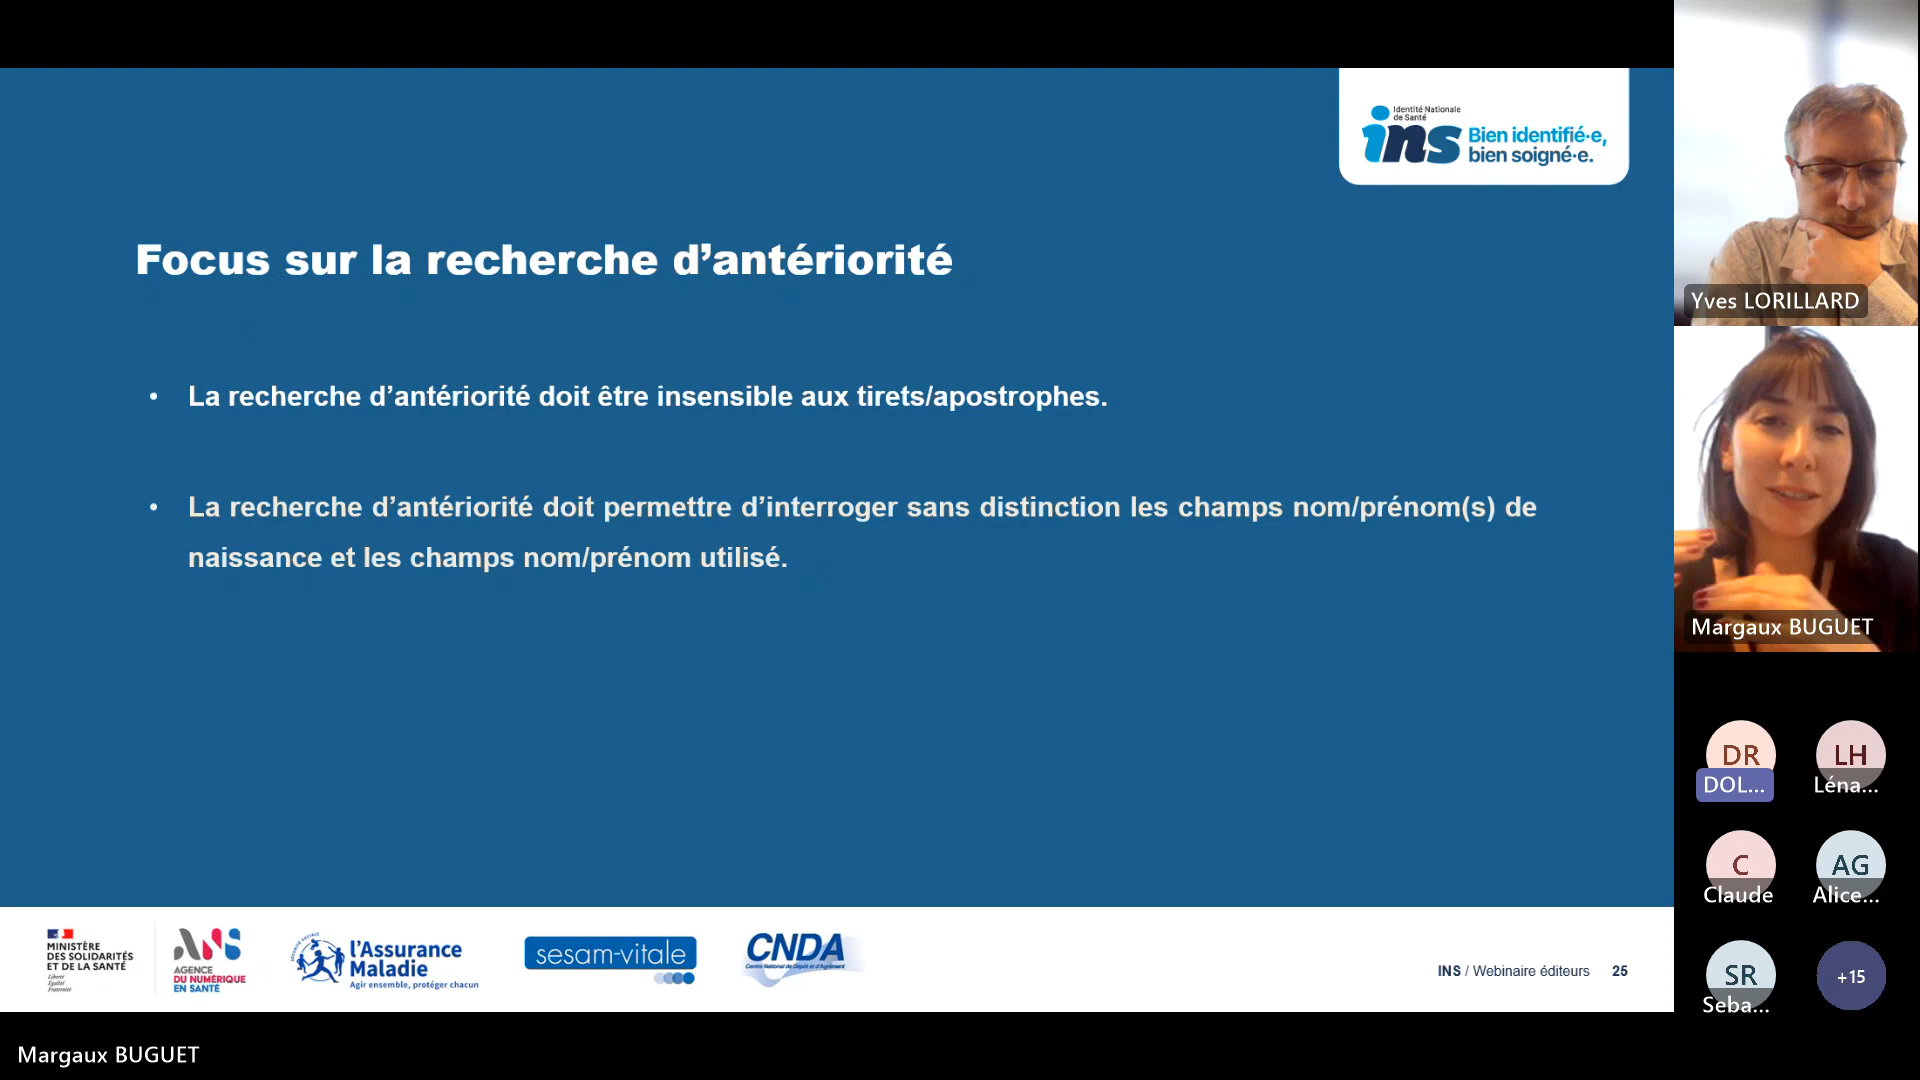 Identité Nationale
de Santé
ins
Bien identifié·e,
bien soigné·e.
Focus sur la recherche d’antériorité
• La recherche d’antériorité doit être insensible aux tirets/apostrophes.
• La recherche d’antériorité doit permettre d’interroger sans distinction les champs nom/prénom(s) de
naissance et les champs nom/prénom utilisé.
MINISTÈRE
DES SOLIDARITÉS
ET DE LA SANTÉ
Liberté
Égalité
Fraternité
ANS
AGENCE
DU NUMÉRIQUE
EN SANTÉ
SÉCURITÉ SOCIALE
l’Assurance
Maladie
Agir ensemble, protéger chacun
sesam-vitale
CNDA
Centre National de Dépôt et d’Agrément
INS / Webinaire éditeurs 25
Yves LORILLARD
Margaux BUGUET
DR
DOL...
LH
Léna...
C
Claude
AG
Alice...
SR
Seba...
+15
Margaux BUGUET